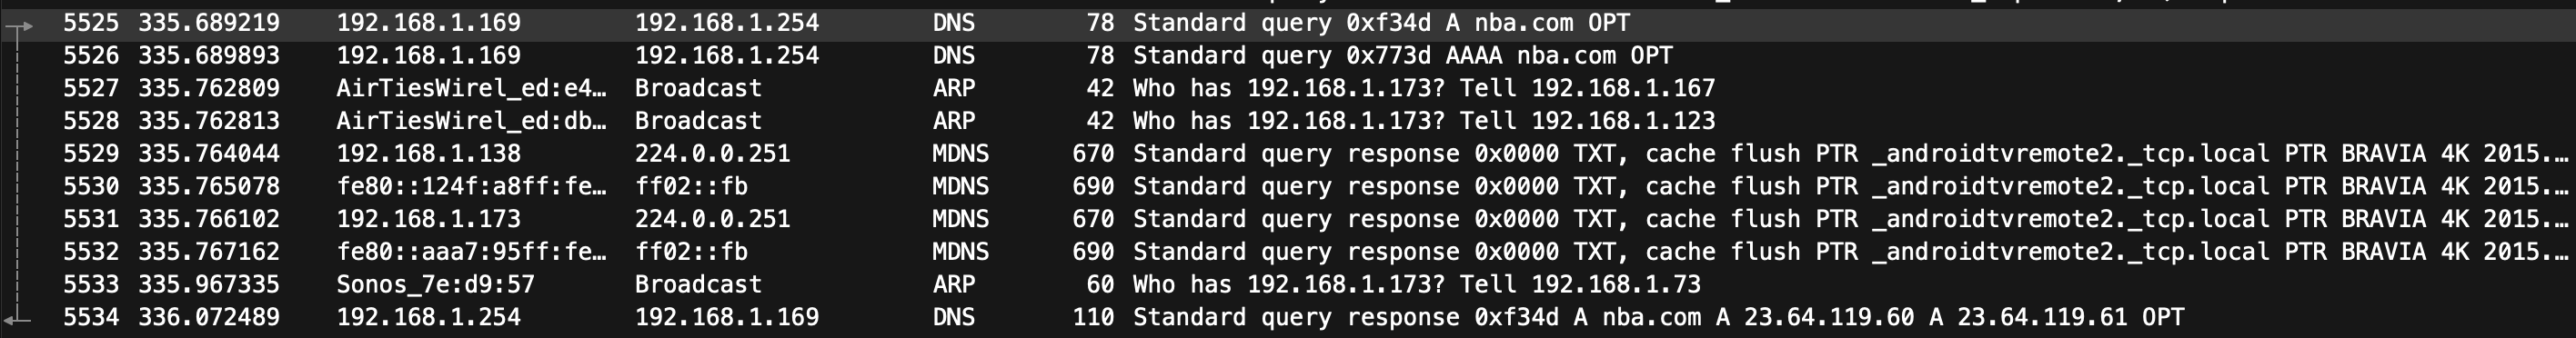 5525 335.689219 192.168.1.169 192.168.1.254 DNS 78 Standard query 0xf34d A nba.com OPT
5526 335.689893 192.168.1.169 192.168.1.254 DNS 78 Standard query 0x773d AAAA nba.com OPT
5527 335.762809 AirTiesWirel_ed:e4… Broadcast ARP 42 Who has 192.168.1.173? Tell 192.168.1.167
5528 335.762813 AirTiesWirel_ed:db… Broadcast ARP 42 Who has 192.168.1.173? Tell 192.168.1.123
5529 335.764044 192.168.1.138 224.0.0.251 MDNS 670 Standard query response 0x0000 TXT, cache flush PTR _androidtvremote2._tcp.local PTR BRAVIA 4K 2015.…
5530 335.765078 fe80::124f:a8ff:fe… ff02::fb MDNS 690 Standard query response 0x0000 TXT, cache flush PTR _androidtvremote2._tcp.local PTR BRAVIA 4K 2015.…
5531 335.766102 192.168.1.173 224.0.0.251 MDNS 670 Standard query response 0x0000 TXT, cache flush PTR _androidtvremote2._tcp.local PTR BRAVIA 4K 2015.…
5532 335.767162 fe80::aaa7:95ff:fe… ff02::fb MDNS 690 Standard query response 0x0000 TXT, cache flush PTR _androidtvremote2._tcp.local PTR BRAVIA 4K 2015.…
5533 335.967335 Sonos_7e:d9:57 Broadcast ARP 60 Who has 192.168.1.173? Tell 192.168.1.73
5534 336.072489 192.168.1.254 192.168.1.169 DNS 110 Standard query response 0xf34d A nba.com A 23.64.119.60 A 23.64.119.61 OPT